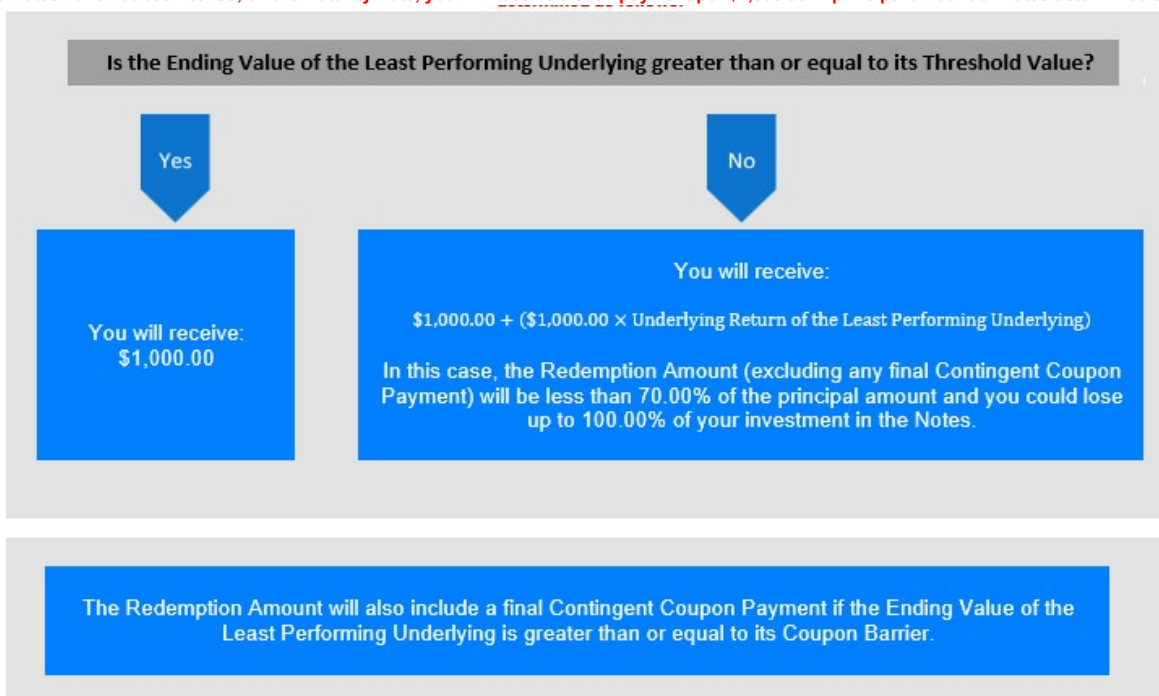 Is the Ending Value of the Least Performing Underlying greater than or equal to its Threshold Value?
Yes
No
You will receive:
$1,000.00
You will receive:
$1,000.00 + ($1,000.00 × Underlying Return of the Least Performing Underlying)
In this case, the Redemption Amount (excluding any final Contingent Coupon
Payment) will be less than 70.00% of the principal amount and you could lose
up to 100.00% of your investment in the Notes.
The Redemption Amount will also include a final Contingent Coupon Payment if the Ending Value of the
Least Performing Underlying is greater than or equal to its Coupon Barrier.